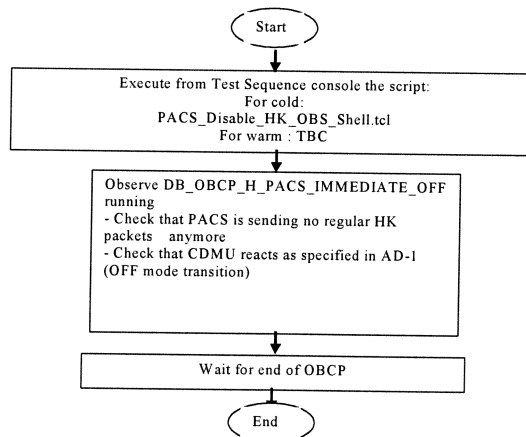 Start
Execute from Test Sequence console the script:
For cold:
PACS_Disable_HK_OBS_Shell.tcl
For warm : TBC
Observe DB_OBCP_H_PACS_IMMEDIATE_OFF
running
- Check that PACS is sending no regular HK
packets anymore
- Check that CDMU reacts as specified in AD-1
(OFF mode transition)
Wait for end of OBCP
End